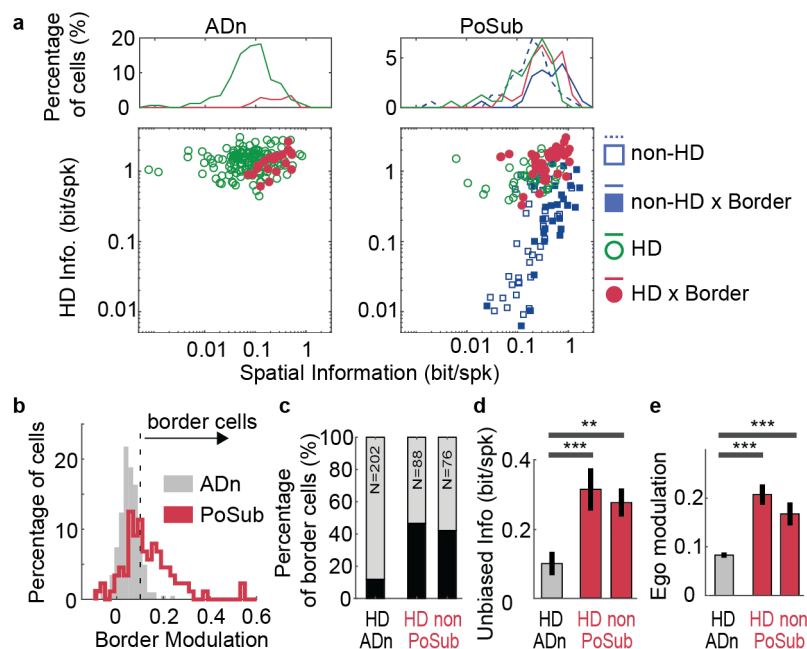 a
ADn
PoSub
Percentage
of cells (%)
20
10
0
5
0
HD Info. (bit/spk)
1
0.1
0.01
1
0.1
0.01
0.01
0.1
1
0.01
0.1
1
Spatial Information (bit/spk)
non-HD
non-HD x Border
HD
HD x Border
b
border cells
Percentage of cells
20
10
0
ADn
PoSub
0
0.2
0.4
0.6
Border Modulation
c
Percentage
of border cells (%)
100
80
60
40
20
0
N=202
N=88
N=76
HD
HD non
ADn
PoSub
d
**
***
Unbiased Info (bit/spk)
0.4
0.2
0
HD
HD non
ADn
PoSub
e
***
***
Ego modulation
0.2
0.1
0
HD
HD non
ADn
PoSub